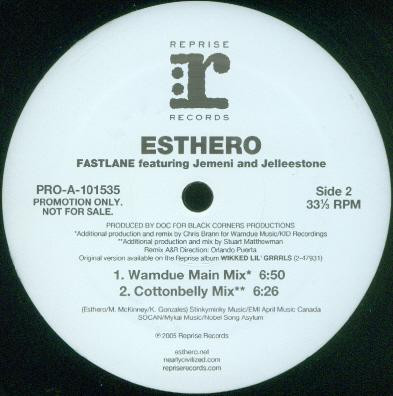 REPRISE
r
RECORDS
ESTHERO
FASTLANE featuring Jemeni and Jelleestone
PRO-A-101535
PROMOTION ONLY.
NOT FOR SALE.
Side 2
33⅓ RPM
PRODUCED BY DOC FOR BLACK CORNERS PRODUCTIONS
*Additional production and remix by Chris Brann for Wamdue Music/KID Recordings
**Additional production and mix by Stuart Matthowman
Remix A&R Direction: Orlando Puerta
Original version available on the Reprise album WIKKED LIL' GRRRLS (2-47931)
1. Wamdue Main Mix* 6:50
2. Cottonbelly Mix** 6:26
(Esthero/M. McKinney/K. Gonzales) Stinkyminky Music/EMI April Music Canada
SOCAN/Mykai Music/Nobel Song Asylum
℗ 2005 Reprise Records
esthero.net
nearlycivilized.com
repriserecords.com